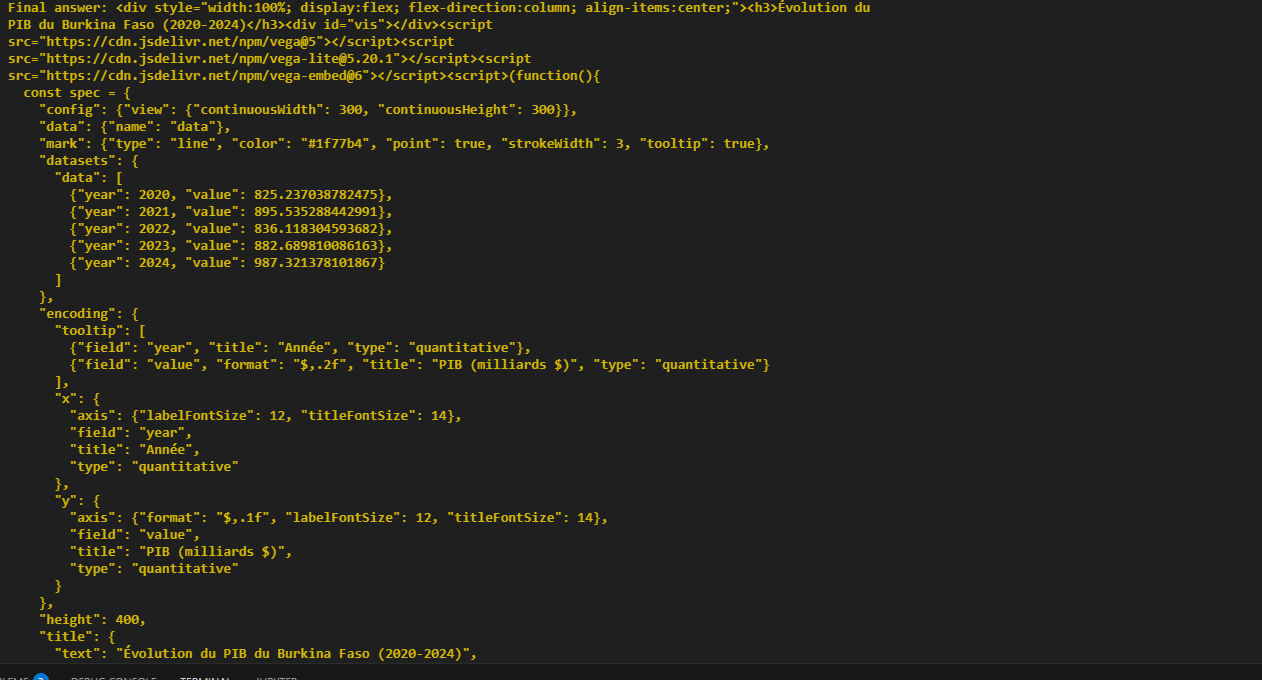 Final answer: <div style="width:100%; display:flex; flex-direction:column; align-items:center;"><h3>Évolution du
PIB du Burkina Faso (2020-2024)</h3><div id="vis"></div><script
src="https://cdn.jsdelivr.net/npm/vega@5"></script><script
src="https://cdn.jsdelivr.net/npm/vega-lite@5.20.1"></script><script
src="https://cdn.jsdelivr.net/npm/vega-embed@6"></script><script>(function(){
  const spec = {
    "config": {"view": {"continuousWidth": 300, "continuousHeight": 300}},
    "data": {"name": "data"},
    "mark": {"type": "line", "color": "#1f77b4", "point": true, "strokeWidth": 3, "tooltip": true},
    "datasets": {
      "data": [
        {"year": 2020, "value": 825.237038782475},
        {"year": 2021, "value": 895.535288442991},
        {"year": 2022, "value": 836.118304593682},
        {"year": 2023, "value": 882.689810086163},
        {"year": 2024, "value": 987.321378101867}
      ]
    },
    "encoding": {
      "tooltip": [
        {"field": "year", "title": "Année", "type": "quantitative"},
        {"field": "value", "format": "$,.2f", "title": "PIB (milliards $)", "type": "quantitative"}
      ],
      "x": {
        "axis": {"labelFontSize": 12, "titleFontSize": 14},
        "field": "year",
        "title": "Année",
        "type": "quantitative"
      },
      "y": {
        "axis": {"format": "$,.1f", "labelFontSize": 12, "titleFontSize": 14},
        "field": "value",
        "title": "PIB (milliards $)",
        "type": "quantitative"
      }
    },
    "height": 400,
    "title": {
      "text": "Évolution du PIB du Burkina Faso (2020-2024)",